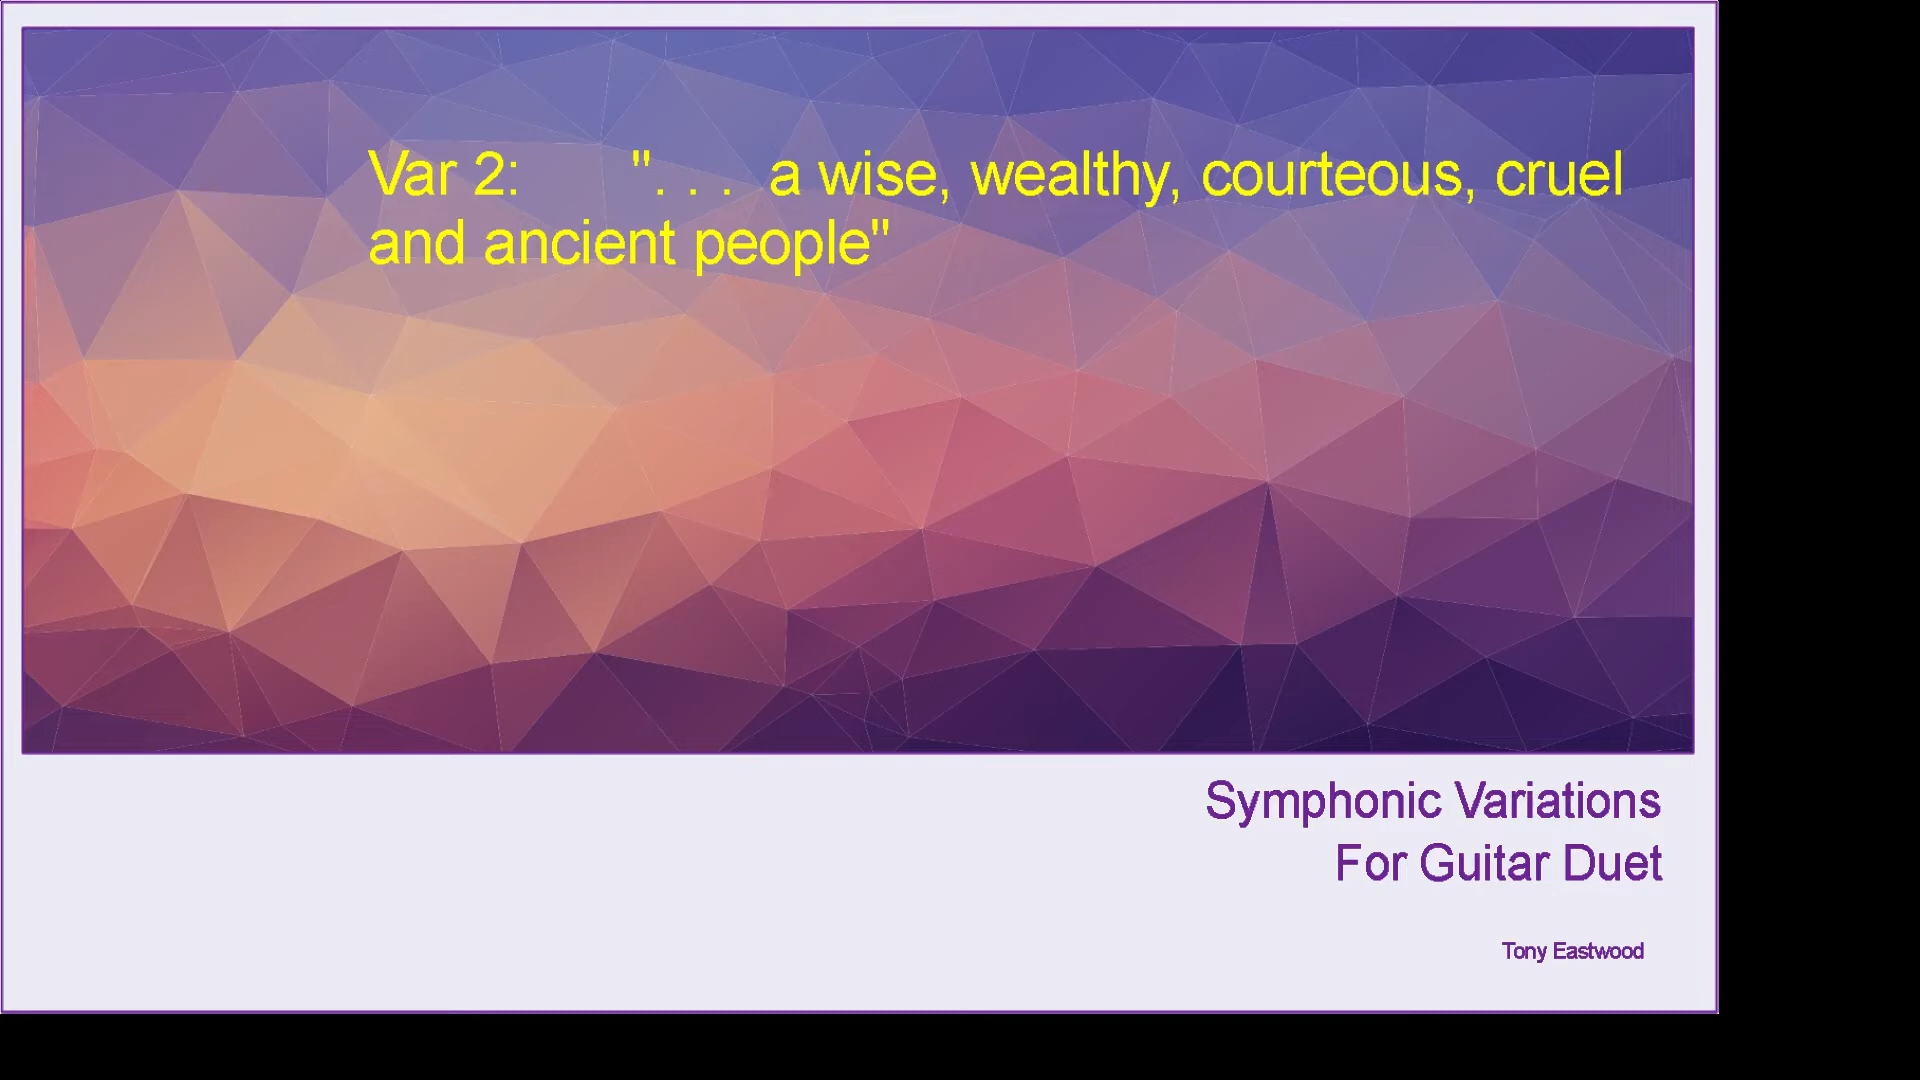 Var 2: ". . . a wise, wealthy, courteous, cruel
and ancient people"
Symphonic Variations
For Guitar Duet
Tony Eastwood